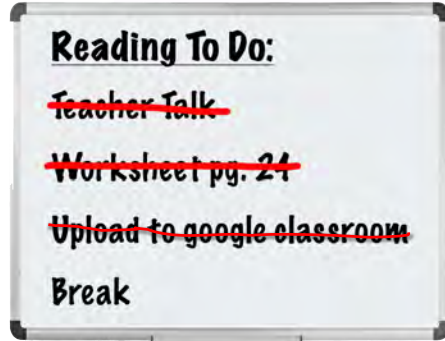 Reading To Do:
Teacher Talk
Worksheet pg. 24
Upload to google classroom
Break